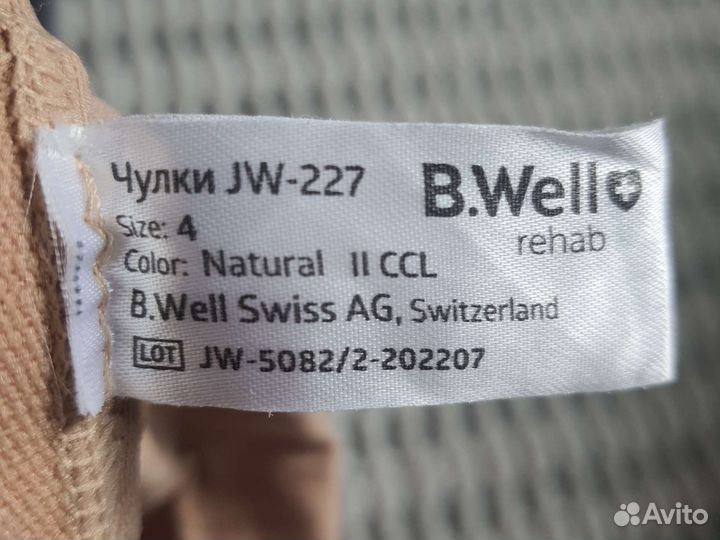 Чулки JW-227
B.Well
rehab
Size: 4
Color: Natural II CCL
B.Well Swiss AG, Switzerland
LOT JW-5082/2-202207
Avito